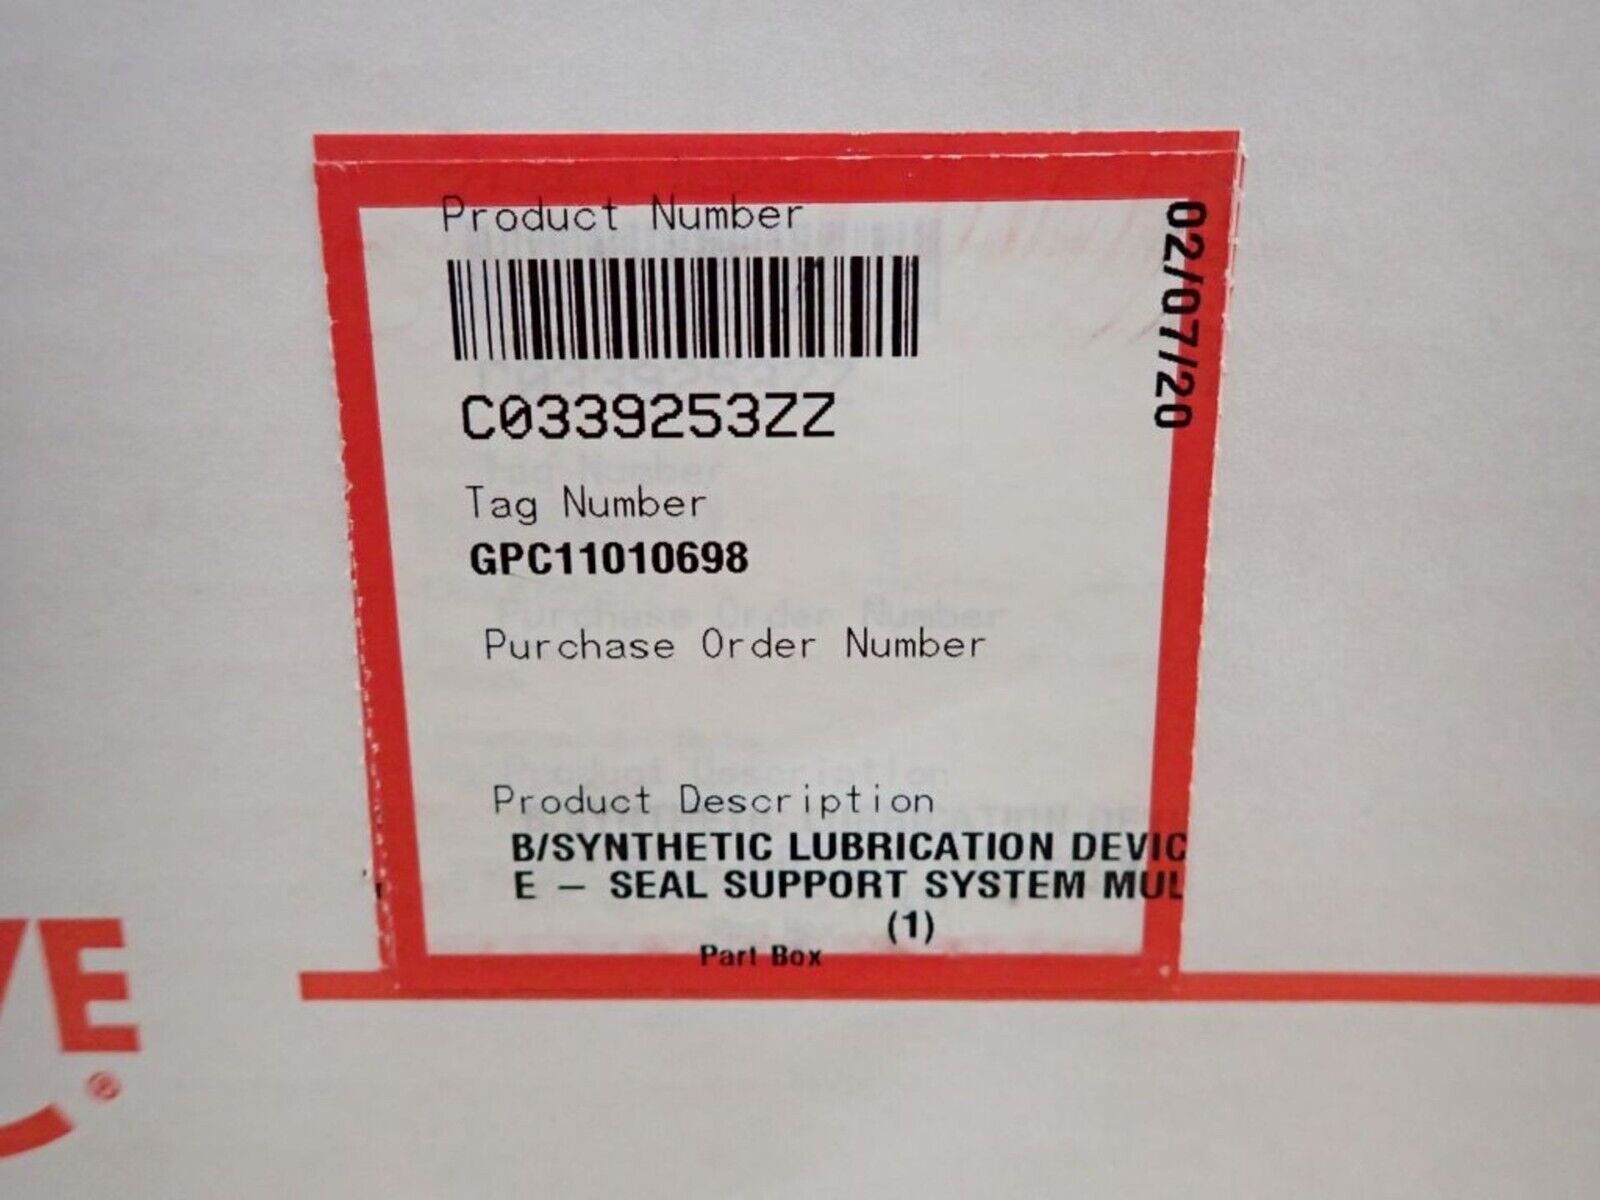 Product Number
02/07/20
C0339253ZZ
Tag Number
GPC11010698
Purchase Order Number
Product Description
B/SYNTHETIC LUBRICATION DEVIC
E – SEAL SUPPORT SYSTEM MUL
(1)
Part Box
VE
®